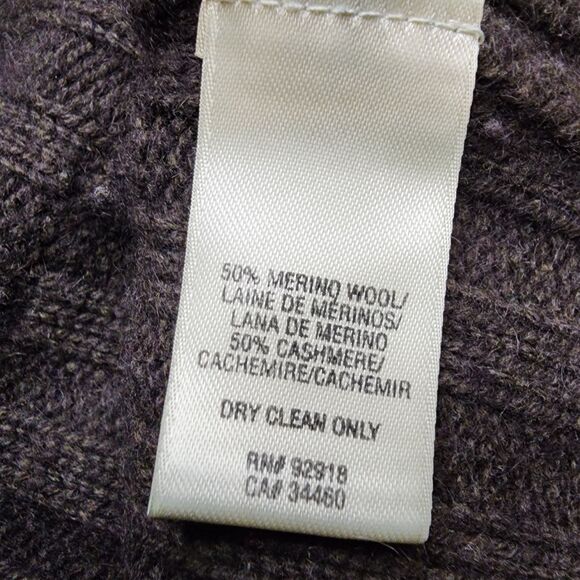 50% MERINO WOOL/
LAINE DE MÉRINOS/
LANA DE MERINO
50% CASHMERE/
CACHEMIRE/CACHEMIR
DRY CLEAN ONLY
RN# 92918
CA# 34460